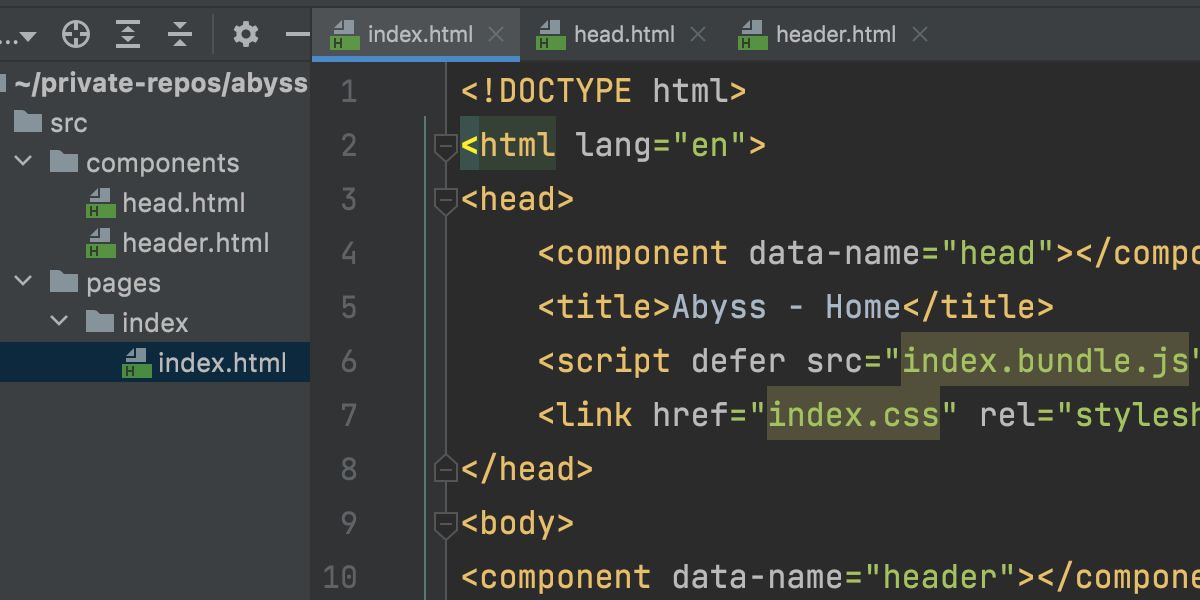 ...
index.html
head.html
header.html
~/private-repos/abyss
src
components
head.html
header.html
pages
index
index.html
1 <!DOCTYPE html>
2 <html lang="en">
3 <head>
4 <component data-name="head"></compo
5 <title>Abyss - Home</title>
6 <script defer src="index.bundle.js"
7 <link href="index.css" rel="stylesh
8 </head>
9 <body>
10 <component data-name="header"></compone